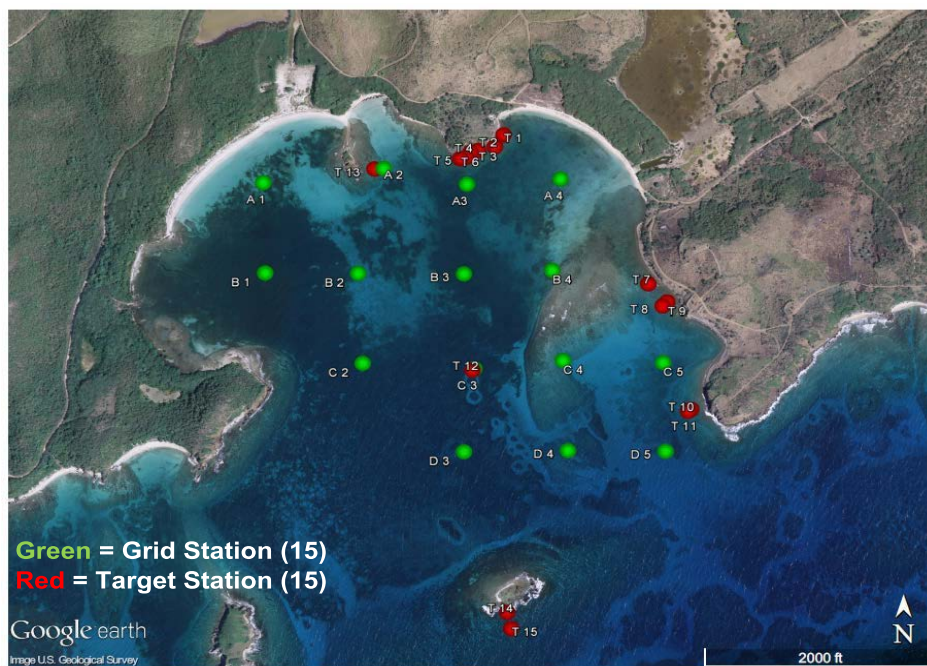 T 1
T 2
T 4
T 3
T 5
T 6
T 13
A 2
A 1
A3
A 4
B 1
B 2
B 3
B 4
T 7
T 8
T 9
C 2
T 12
C 3
C 4
C 5
T 10
T 11
D 3
D 4
D 5
Green = Grid Station (15)
Red = Target Station (15)
T 14
T 15
Google earth
N
Image U.S. Geological Survey
2000 ft